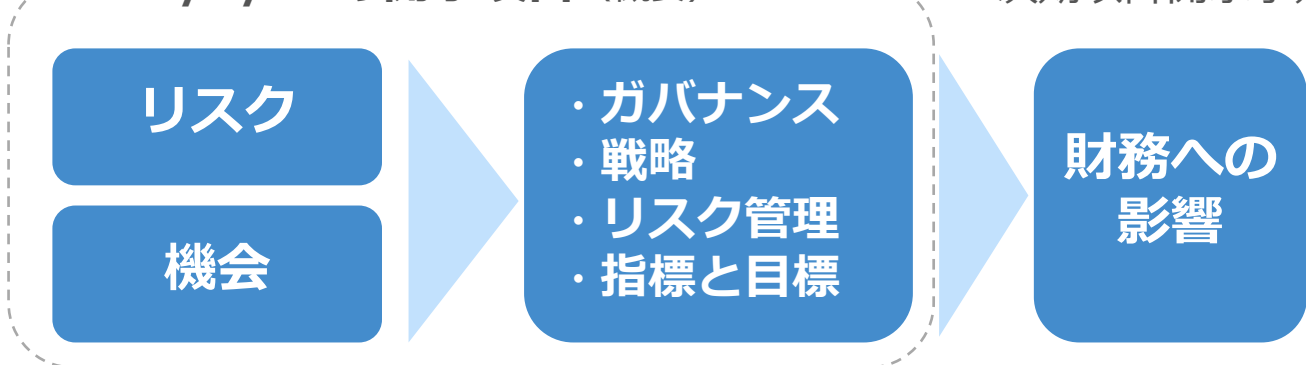 リスク
機会
・ガバナンス
・戦略
・リスク管理
・指標と目標
財務への
影響